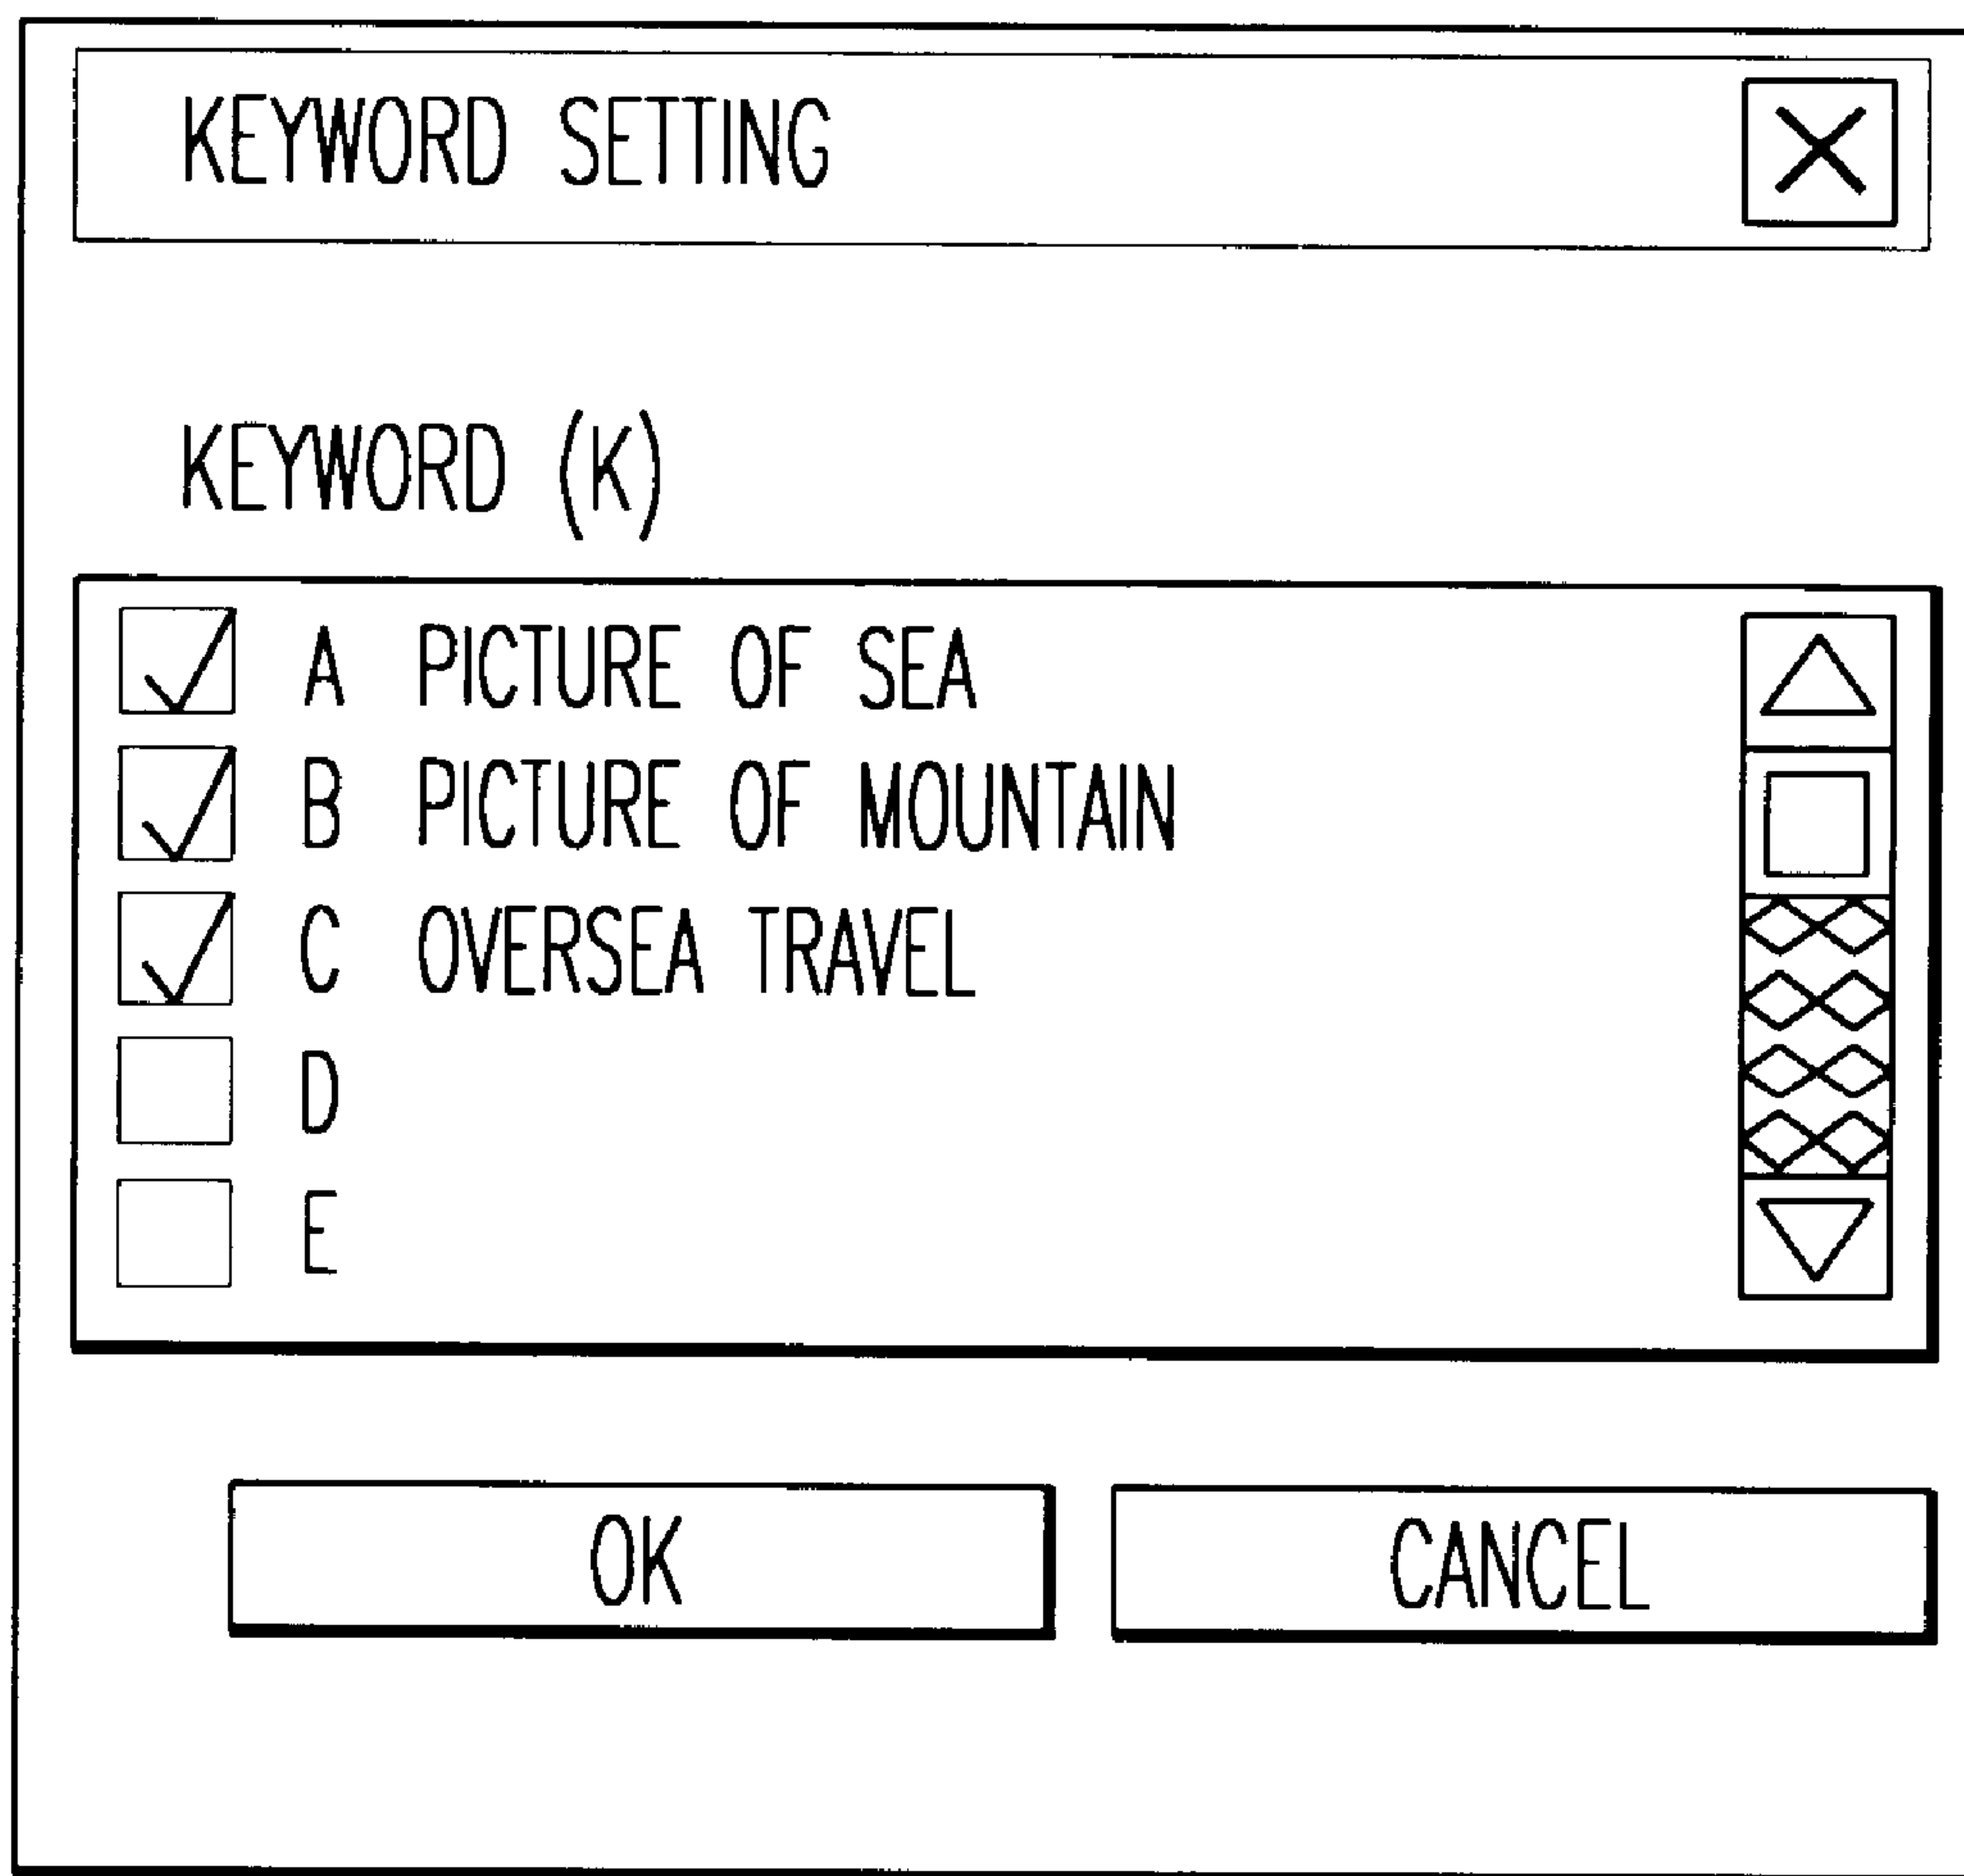 KEYWORD SETTING
KEYWORD (K)
A PICTURE OF SEA
B PICTURE OF MOUNTAIN
C OVERSEA TRAVEL
D
E
OK CANCEL